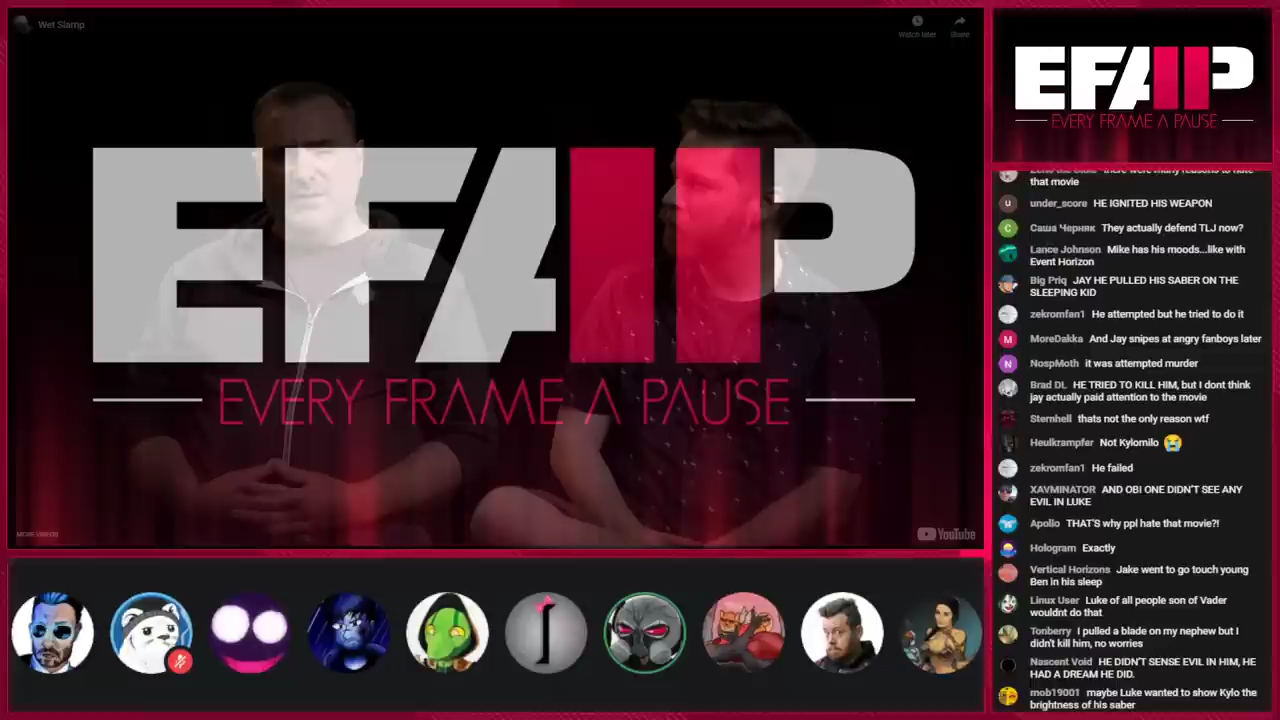 Wet Slamp
Watch later
Share
EFAP
EVERY FRAME A PAUSE
MORE VIDEOS
YouTube
EFAP
EVERY FRAME A PAUSE
that movie
under_score HE IGNITED HIS WEAPON
Саша Черняк They actually defend TLJ now?
Lance Johnson Mike has his moods...like with
Event Horizon
Big Priq JAY HE PULLED HIS SABER ON THE
SLEEPING KID
zekromfan1 He attempted but he tried to do it
MoreDakka And Jay snipes at angry fanboys later
NospMoth it was attempted murder
Brad DL HE TRIED TO KILL HIM, but I dont think
jay actually paid attention to the movie
Sternhell thats not the only reason wtf
Heulkrampfer Not Kylomilo 😭
zekromfan1 He failed
XAVMINATOR AND OBI ONE DIDN'T SEE ANY
EVIL IN LUKE
Apollo THAT'S why ppl hate that movie?!
Hologram Exactly
Vertical Horizons Jake went to go touch young
Ben in his sleep
Linux User Luke of all people son of Vader
wouldnt do that
Tonberry I pulled a blade on my nephew but I
didn't kill him, no worries
Nascent Void HE DIDN'T SENSE EVIL IN HIM, HE
HAD A DREAM HE DID.
mob19001 maybe Luke wanted to show Kylo the
brightness of his saber